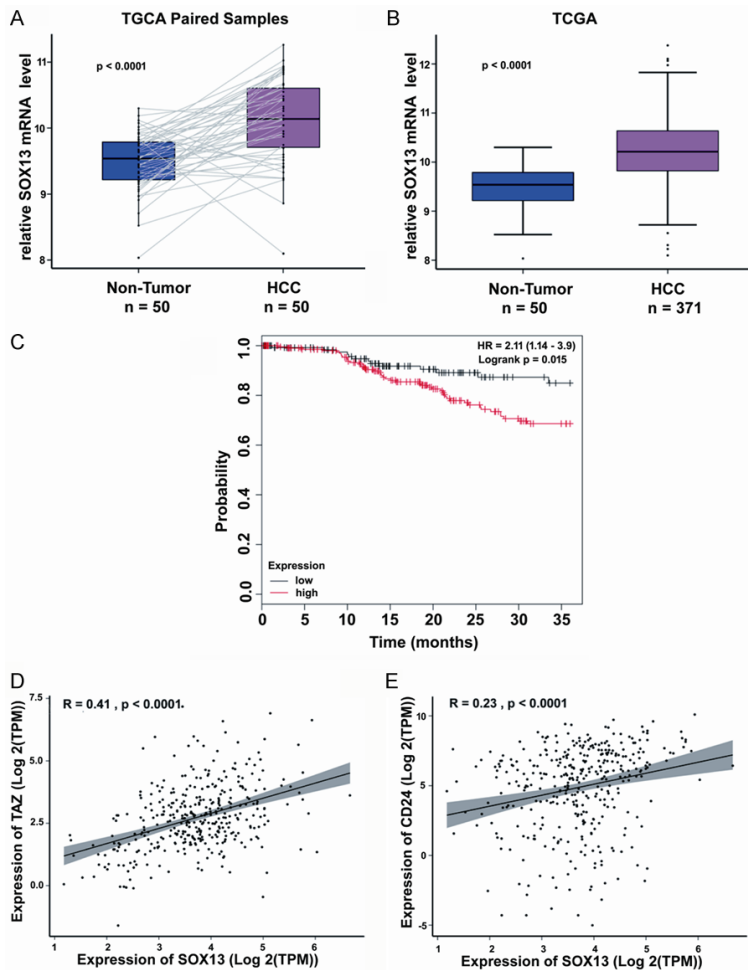 A
TGCA Paired Samples
p < 0.0001
relative SOX13 mRNA level
11
10
9
8
Non-Tumor
n = 50
HCC
n = 50
B
TCGA
p < 0.0001
relative SOX13 mRNA level
12
11
10
9
8
Non-Tumor
n = 50
HCC
n = 371
C
HR = 2.11 (1.14 - 3.9)
Logrank p = 0.015
Probability
1.0
0.8
0.6
0.4
0.2
0.0
Expression
low
high
0 5 10 15 20 25 30 35
Time (months)
D
R = 0.41 , p < 0.0001
Expression of TAZ (Log 2(TPM))
7.5
5.0
2.5
0.0
1 2 3 4 5 6
Expression of SOX13 (Log 2(TPM))
E
R = 0.23 , p < 0.0001
Expression of CD24 (Log 2(TPM))
10
5
0
-5
1 2 3 4 5 6
Expression of SOX13 (Log 2(TPM))